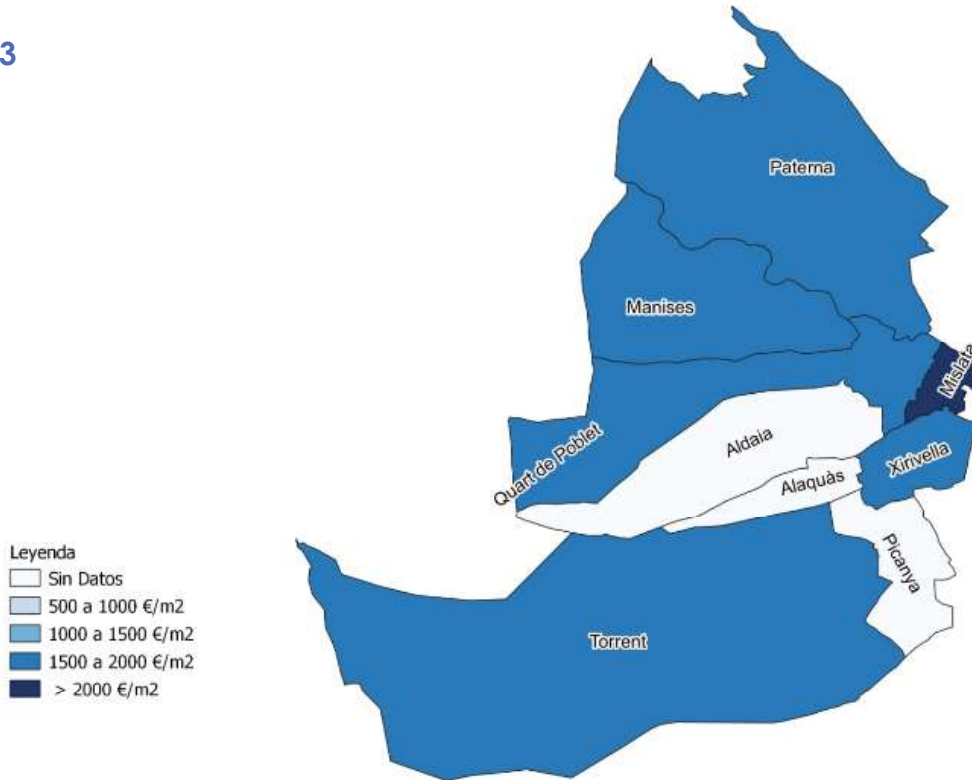 3
Paterna
Manises
Mislata
Quart de Poblet
Aldaia
Xirivella
Alaquàs
Picanya
Torrent
Leyenda
Sin Datos
500 a 1000 €/m2
1000 a 1500 €/m2
1500 a 2000 €/m2
> 2000 €/m2